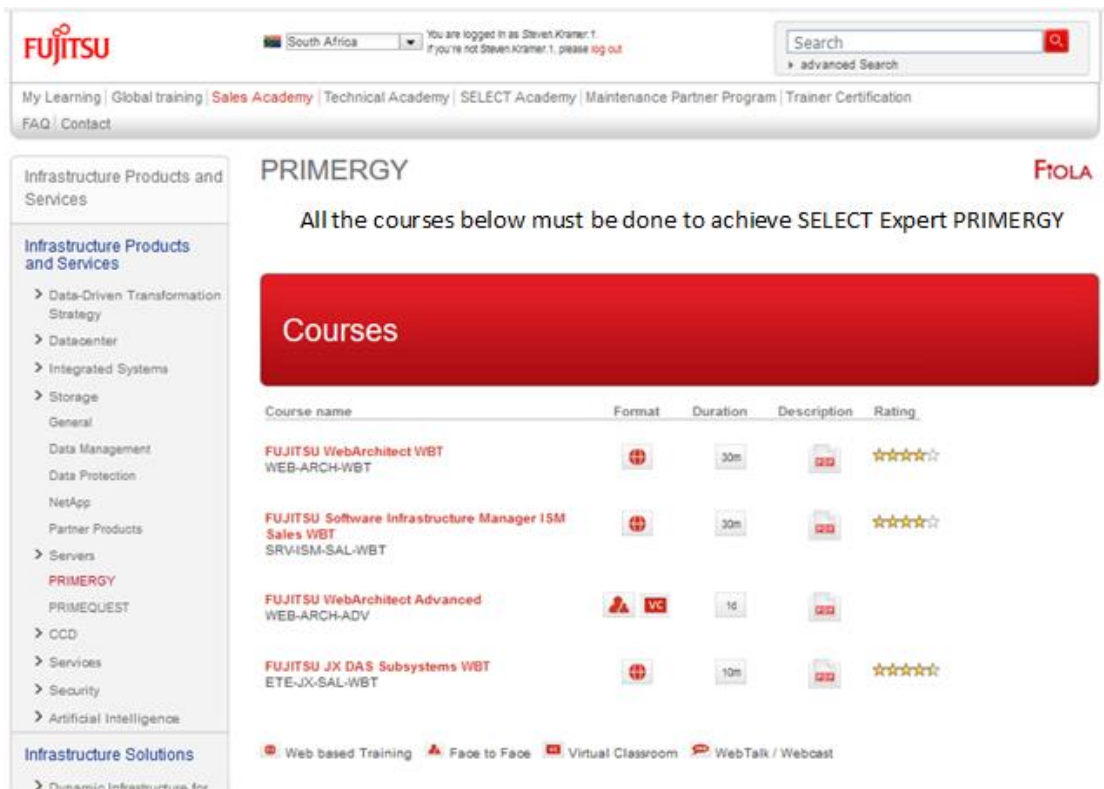 FUJITSU
South Africa
You are logged in as Steven.Kramer.1.
If you're not Steven.Kramer.1, please log out
Search
advanced Search
My Learning | Global training | Sales Academy | Technical Academy | SELECT Academy | Maintenance Partner Program | Trainer Certification
FAQ | Contact
Infrastructure Products and
Services
Infrastructure Products
and Services
Data-Driven Transformation
Strategy
Datacenter
Integrated Systems
Storage
General
Data Management
Data Protection
NetApp
Partner Products
Servers
PRIMERGY
PRIMEQUEST
CCD
Services
Security
Artificial Intelligence
Infrastructure Solutions
Dynamic Infrastructure for
PRIMERGY
FIOLA
All the courses below must be done to achieve SELECT Expert PRIMERGY
Courses
Course name Format Duration Description Rating
FUJITSU WebArchitect WBT
WEB-ARCH-WBT
30m
FUJITSU Software Infrastructure Manager ISM
Sales WBT
SRV-ISM-SAL-WBT
30m
FUJITSU WebArchitect Advanced
WEB-ARCH-ADV
VC
1d
FUJITSU JX DAS Subsystems WBT
ETE-JX-SAL-WBT
10m
Web based Training Face to Face Virtual Classroom WebTalk / Webcast